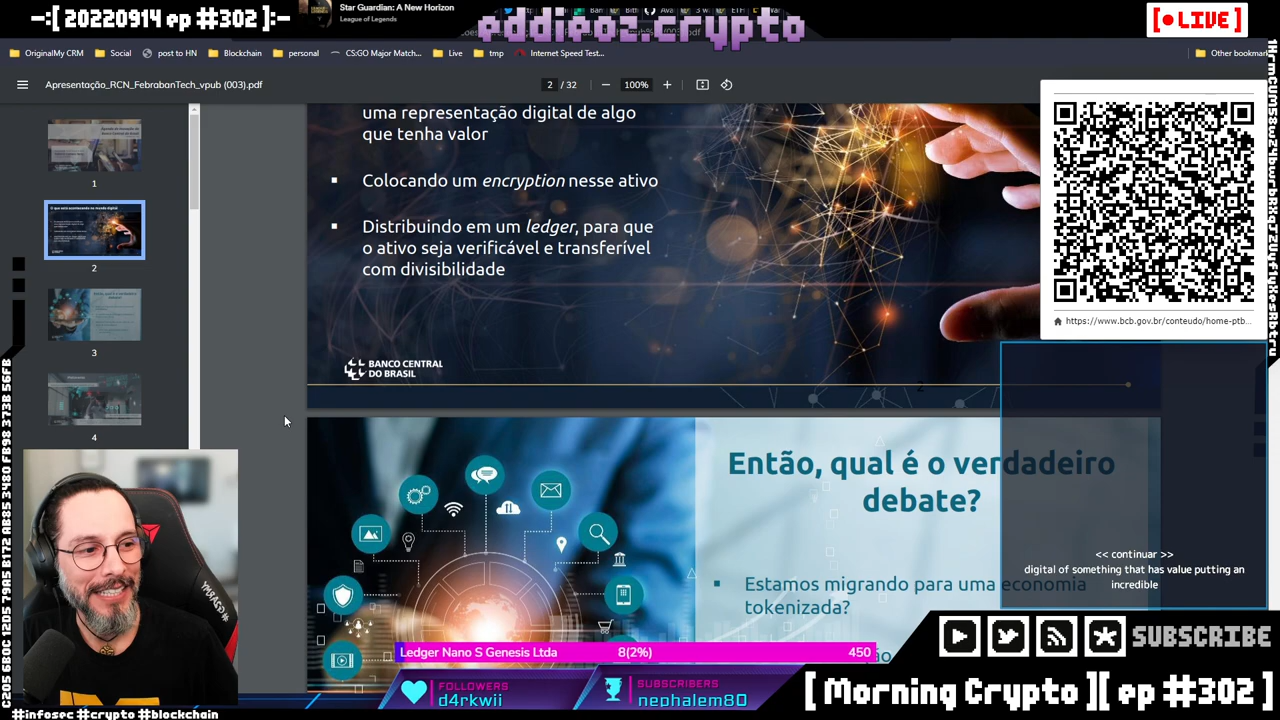 -:[ 20220914 ep #302 ]:-
Star Guardian: A New Horizon
League of Legends
eddieoz.crypto
[ ● LIVE ]
OriginalMy CRM
Social
post to HN
Blockchain
personal
CS:GO Major Match...
Live
tmp
Internet Speed Test...
Other bookmar
Apresentação_RCN_FebrabanTech_vpub (003).pdf
2 / 32
100%
1
2
3
4
uma representação digital de algo
que tenha valor
Colocando um encryption nesse ativo
Distribuindo em um ledger, para que
o ativo seja verificável e transferível
com divisibilidade
BANCO CENTRAL
DO BRASIL
2
https://www.bcb.gov.br/conteudo/home-ptb...
Então, qual é o verdadeiro
debate?
Estamos migrando para uma economia
tokenizada?
<< continuar >>
digital of something that has value putting an
incredible
Ledger Nano S Genesis Ltda
8(2%)
450
FOLLOWERS
d4rkwii
SUBSCRIBERS
nephalem80
SUBSCRIBE
[ Morning Crypto ][ ep #302 ]
#infosec #crypto #blockchain